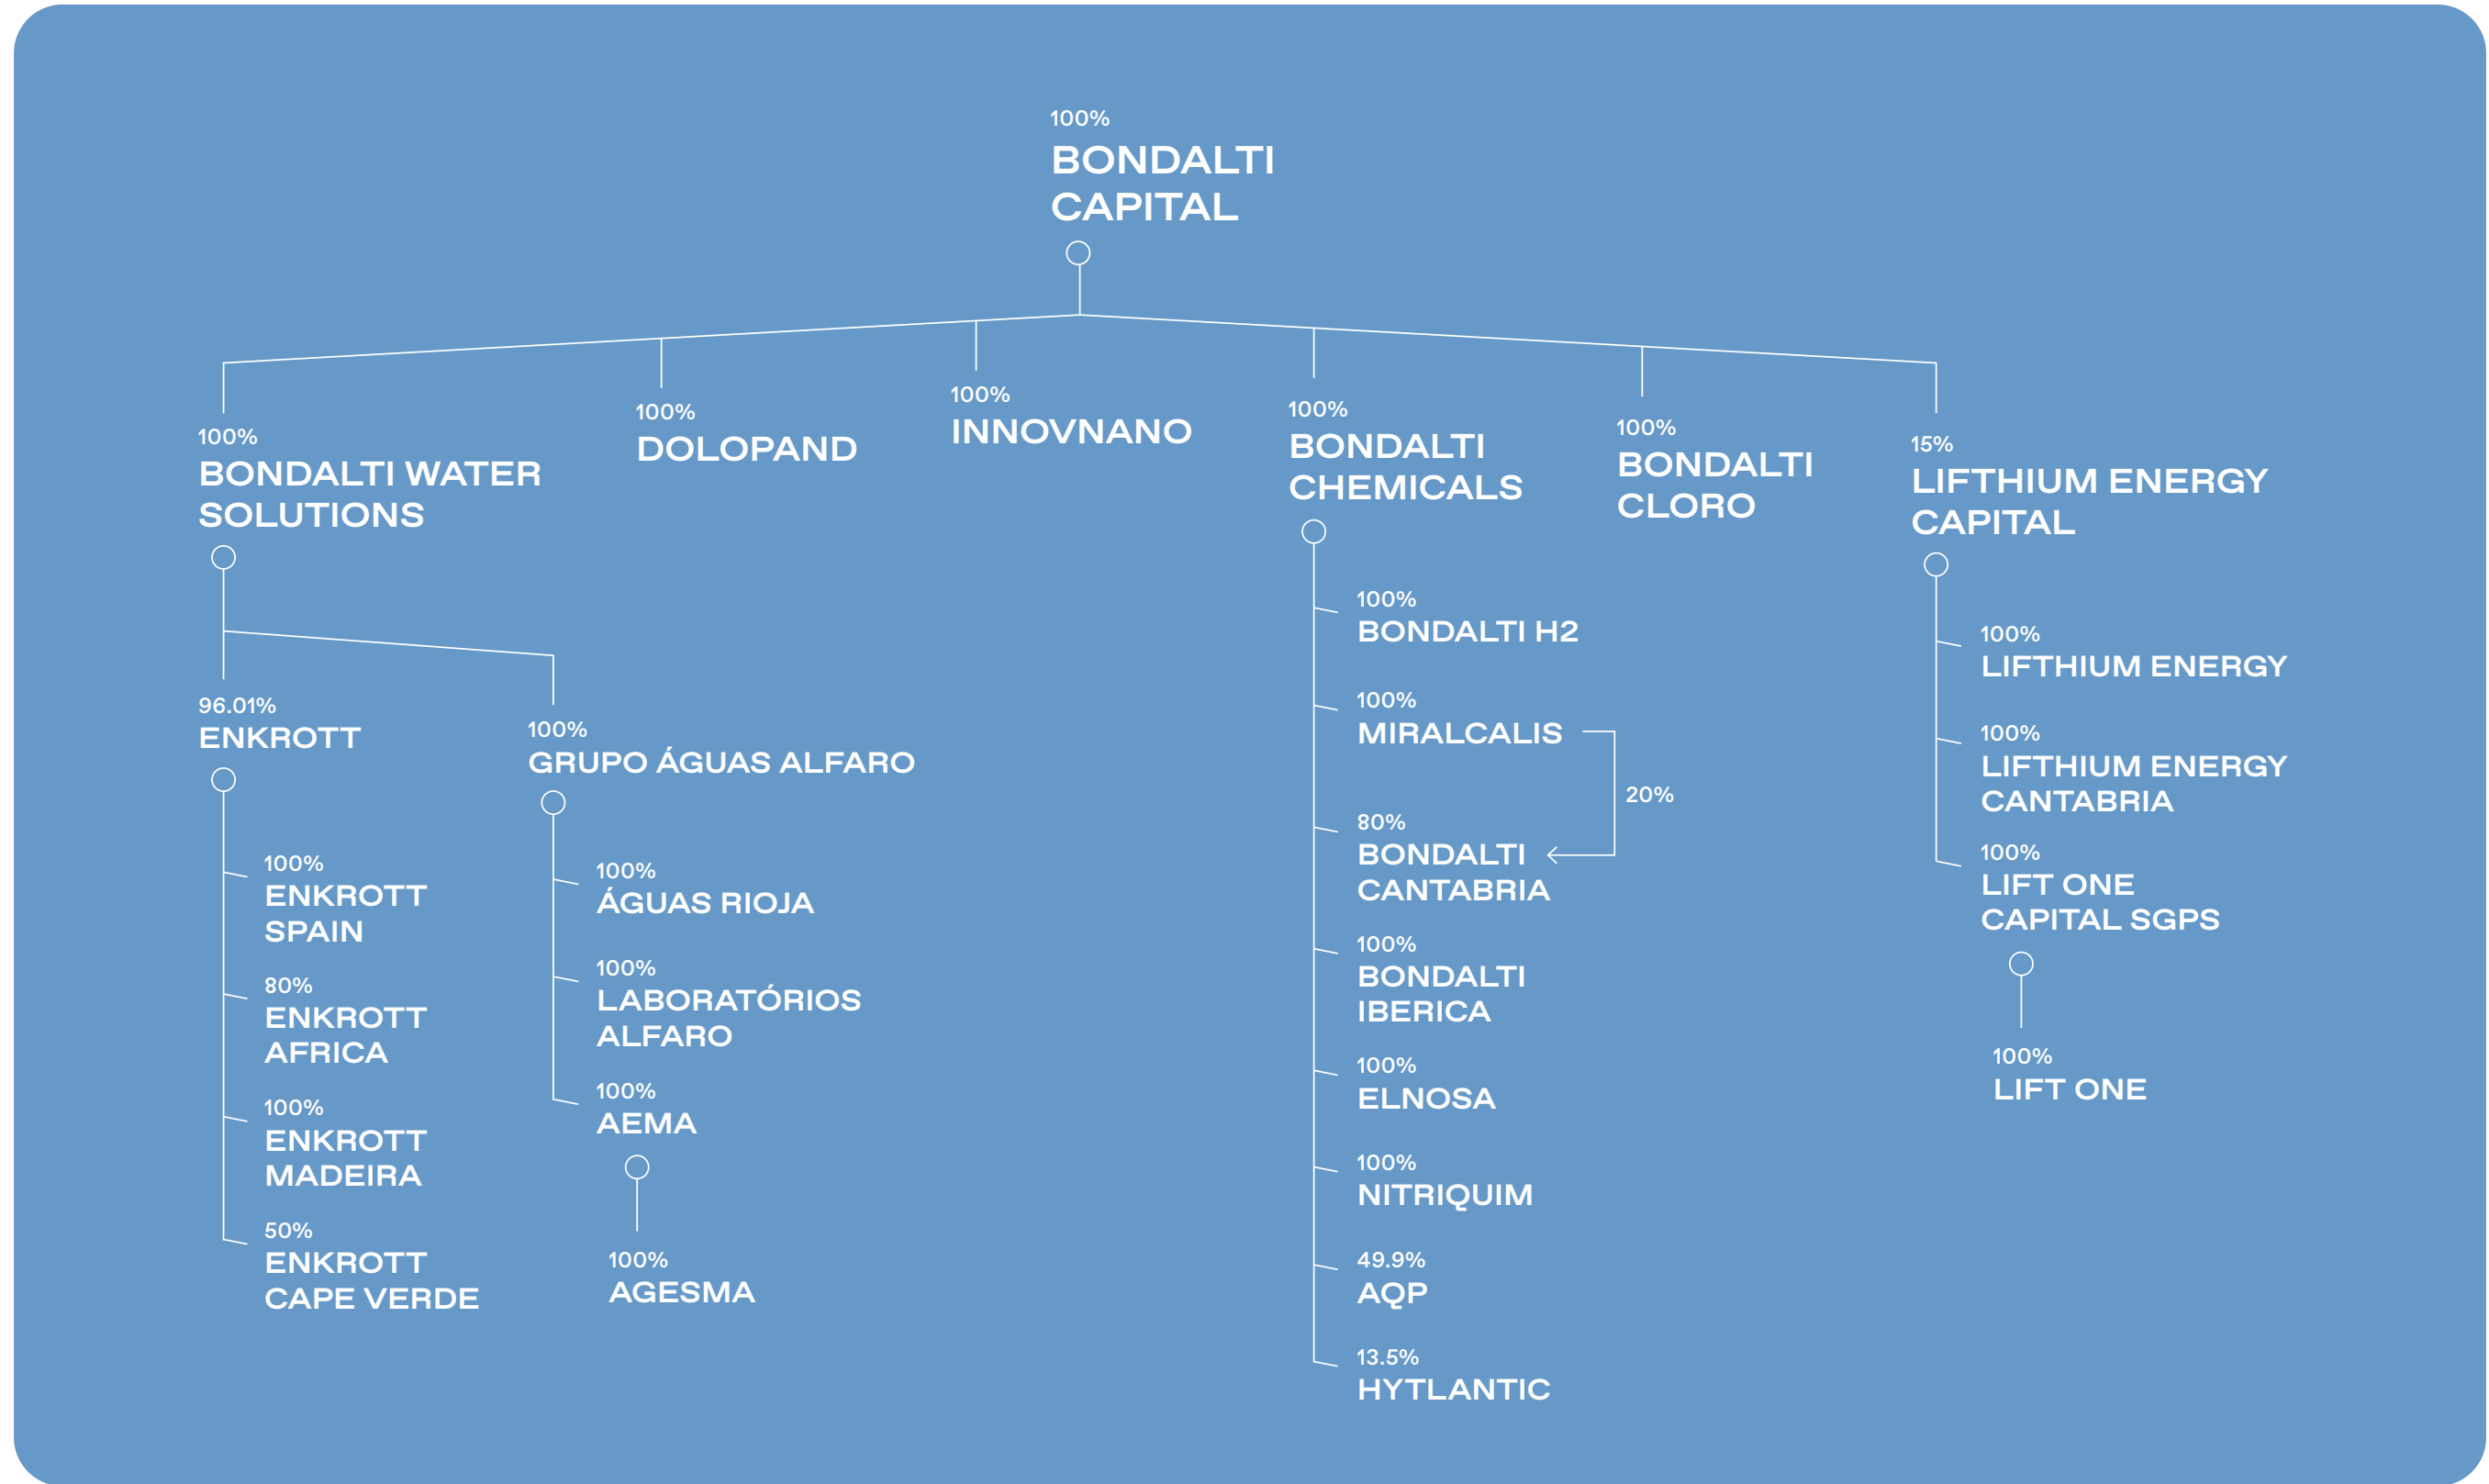 100%
BONDALTI
CAPITAL
100%
BONDALTI WATER
SOLUTIONS
100%
DOLOPAND
100%
INNOVNANO
100%
BONDALTI
CHEMICALS
100%
BONDALTI
CLORO
15%
LIFTHIUM ENERGY
CAPITAL
96.01%
ENKROTT
100%
ENKROTT
SPAIN
80%
ENKROTT
AFRICA
100%
ENKROTT
MADEIRA
50%
ENKROTT
CAPE VERDE
100%
GRUPO ÁGUAS ALFARO
100%
ÁGUAS RIOJA
100%
LABORATÓRIOS
ALFARO
100%
AEMA
100%
AGESMA
100%
BONDALTI H2
100%
MIRALCALIS
20%
80%
BONDALTI
CANTABRIA
100%
BONDALTI
IBERICA
100%
ELNOSA
100%
NITRIQUIM
49.9%
AQP
13.5%
HYTLANTIC
100%
LIFTHIUM ENERGY
100%
LIFTHIUM ENERGY
CANTABRIA
100%
LIFT ONE
CAPITAL SGPS
100%
LIFT ONE